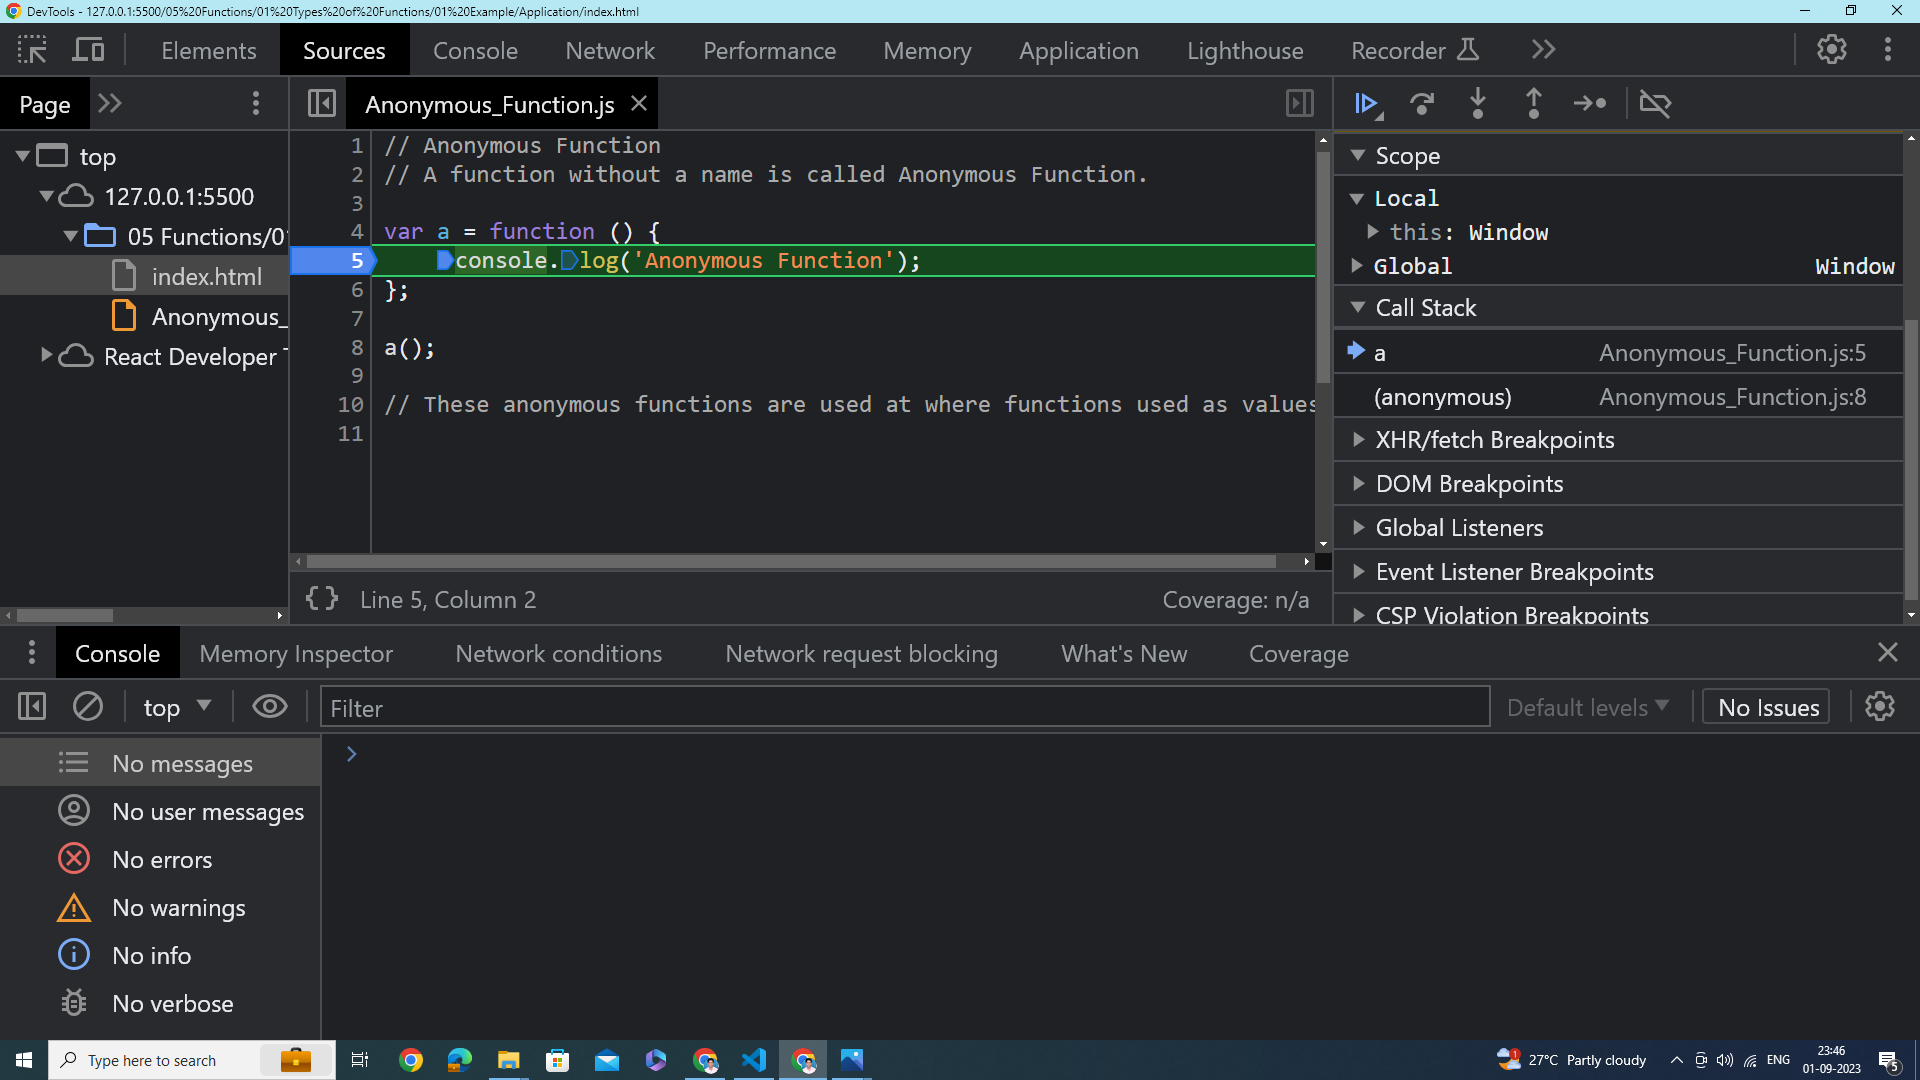 DevTools - 127.0.0.1:5500/05%20Functions/01%20Types%20of%20Functions/01%20Example/Application/index.html
Elements Sources Console Network Performance Memory Application Lighthouse Recorder
Page
Anonymous_Function.js
top
127.0.0.1:5500
05 Functions/01
index.html
Anonymous_
React Developer T
1 // Anonymous Function
2 // A function without a name is called Anonymous Function.
3
4 var a = function () {
5 console.log('Anonymous Function');
6 };
7
8 a();
9
10 // These anonymous functions are used at where functions used as values
11
{} Line 5, Column 2 Coverage: n/a
Scope
Local
this: Window
Global Window
Call Stack
a Anonymous_Function.js:5
(anonymous) Anonymous_Function.js:8
XHR/fetch Breakpoints
DOM Breakpoints
Global Listeners
Event Listener Breakpoints
CSP Violation Breakpoints
Console Memory Inspector Network conditions Network request blocking What's New Coverage
top Filter Default levels No Issues
No messages
No user messages
No errors
No warnings
No info
No verbose
Type here to search
1 27°C Partly cloudy ENG
23:46
01-09-2023
5